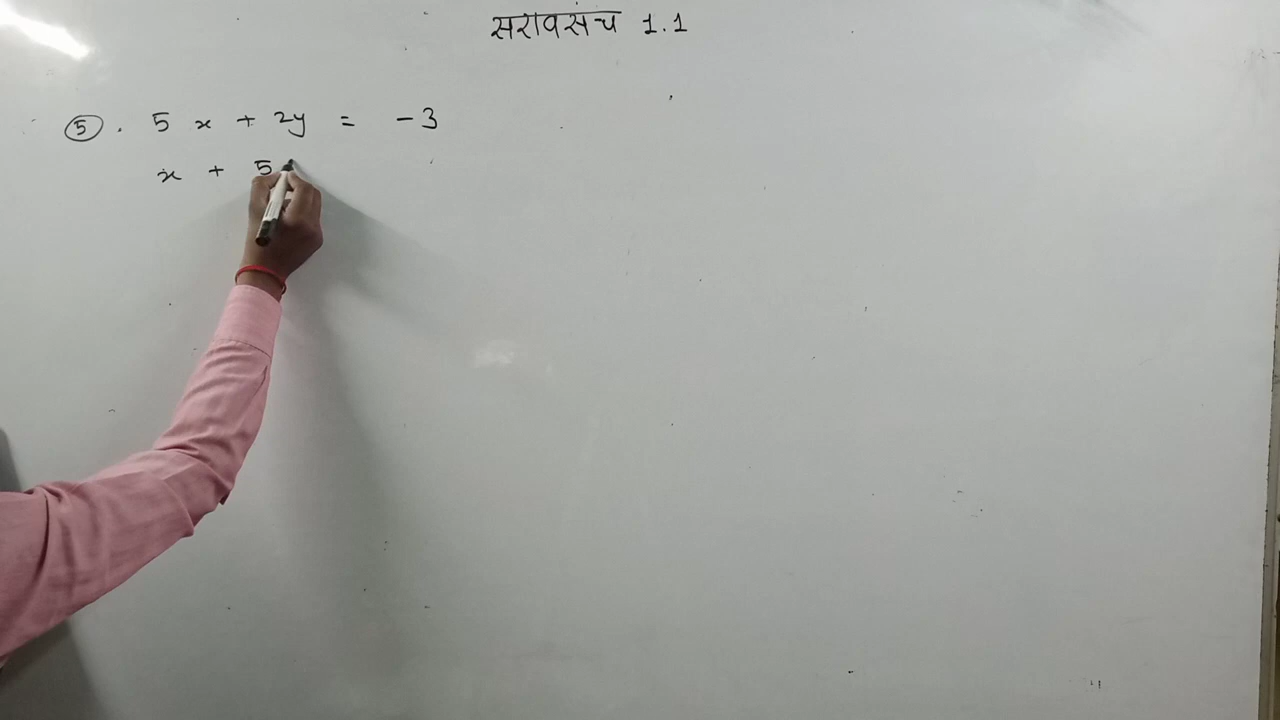 सरावसंच 1.1
⑤. 5x + 2y = -3
x + 5